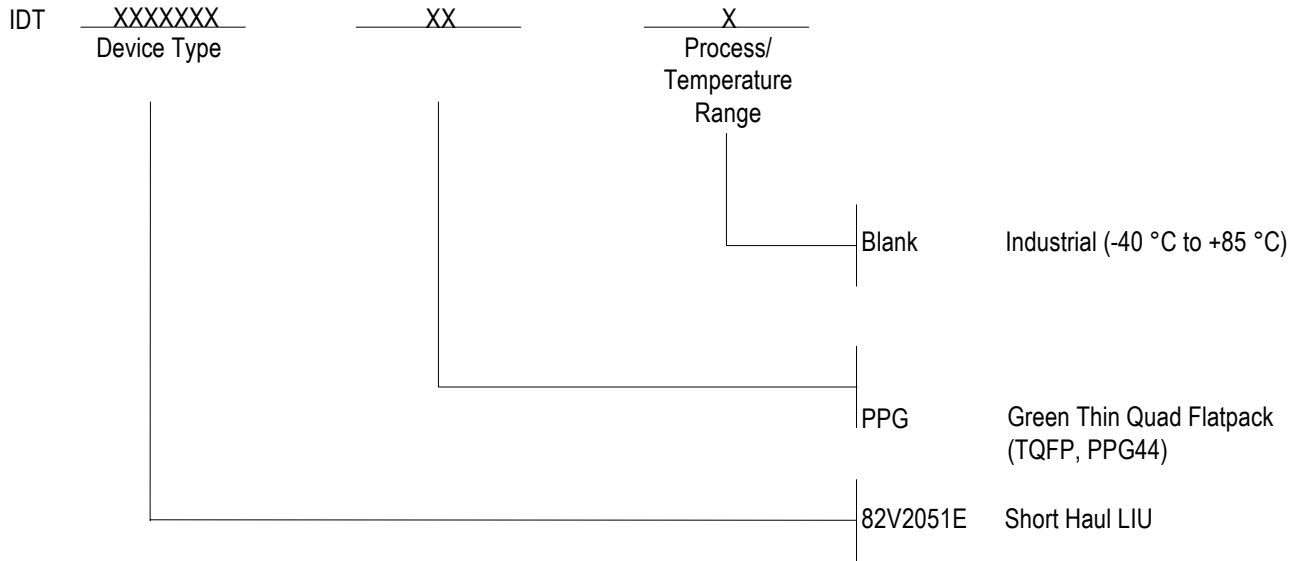 IDT XXXXXXX XX X
Device Type
Process/
Temperature
Range
Blank Industrial (-40 °C to +85 °C)
PPG Green Thin Quad Flatpack
(TQFP, PPG44)
82V2051E Short Haul LIU